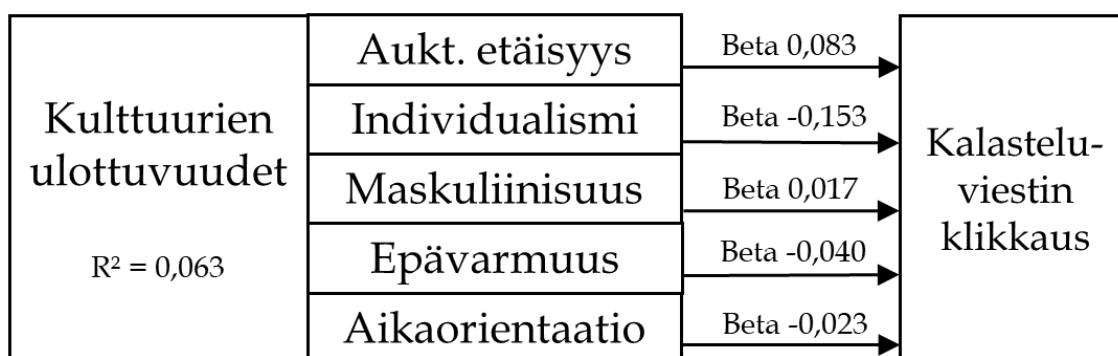 Kulttuurien
ulottuvuudet
R² = 0,063
Aukt. etäisyys
Individualismi
Maskuliinisuus
Epävarmuus
Aikaorientaatio
Beta 0,083
Beta -0,153
Beta 0,017
Beta -0,040
Beta -0,023
Kalastelu-
viestin
klikkaus